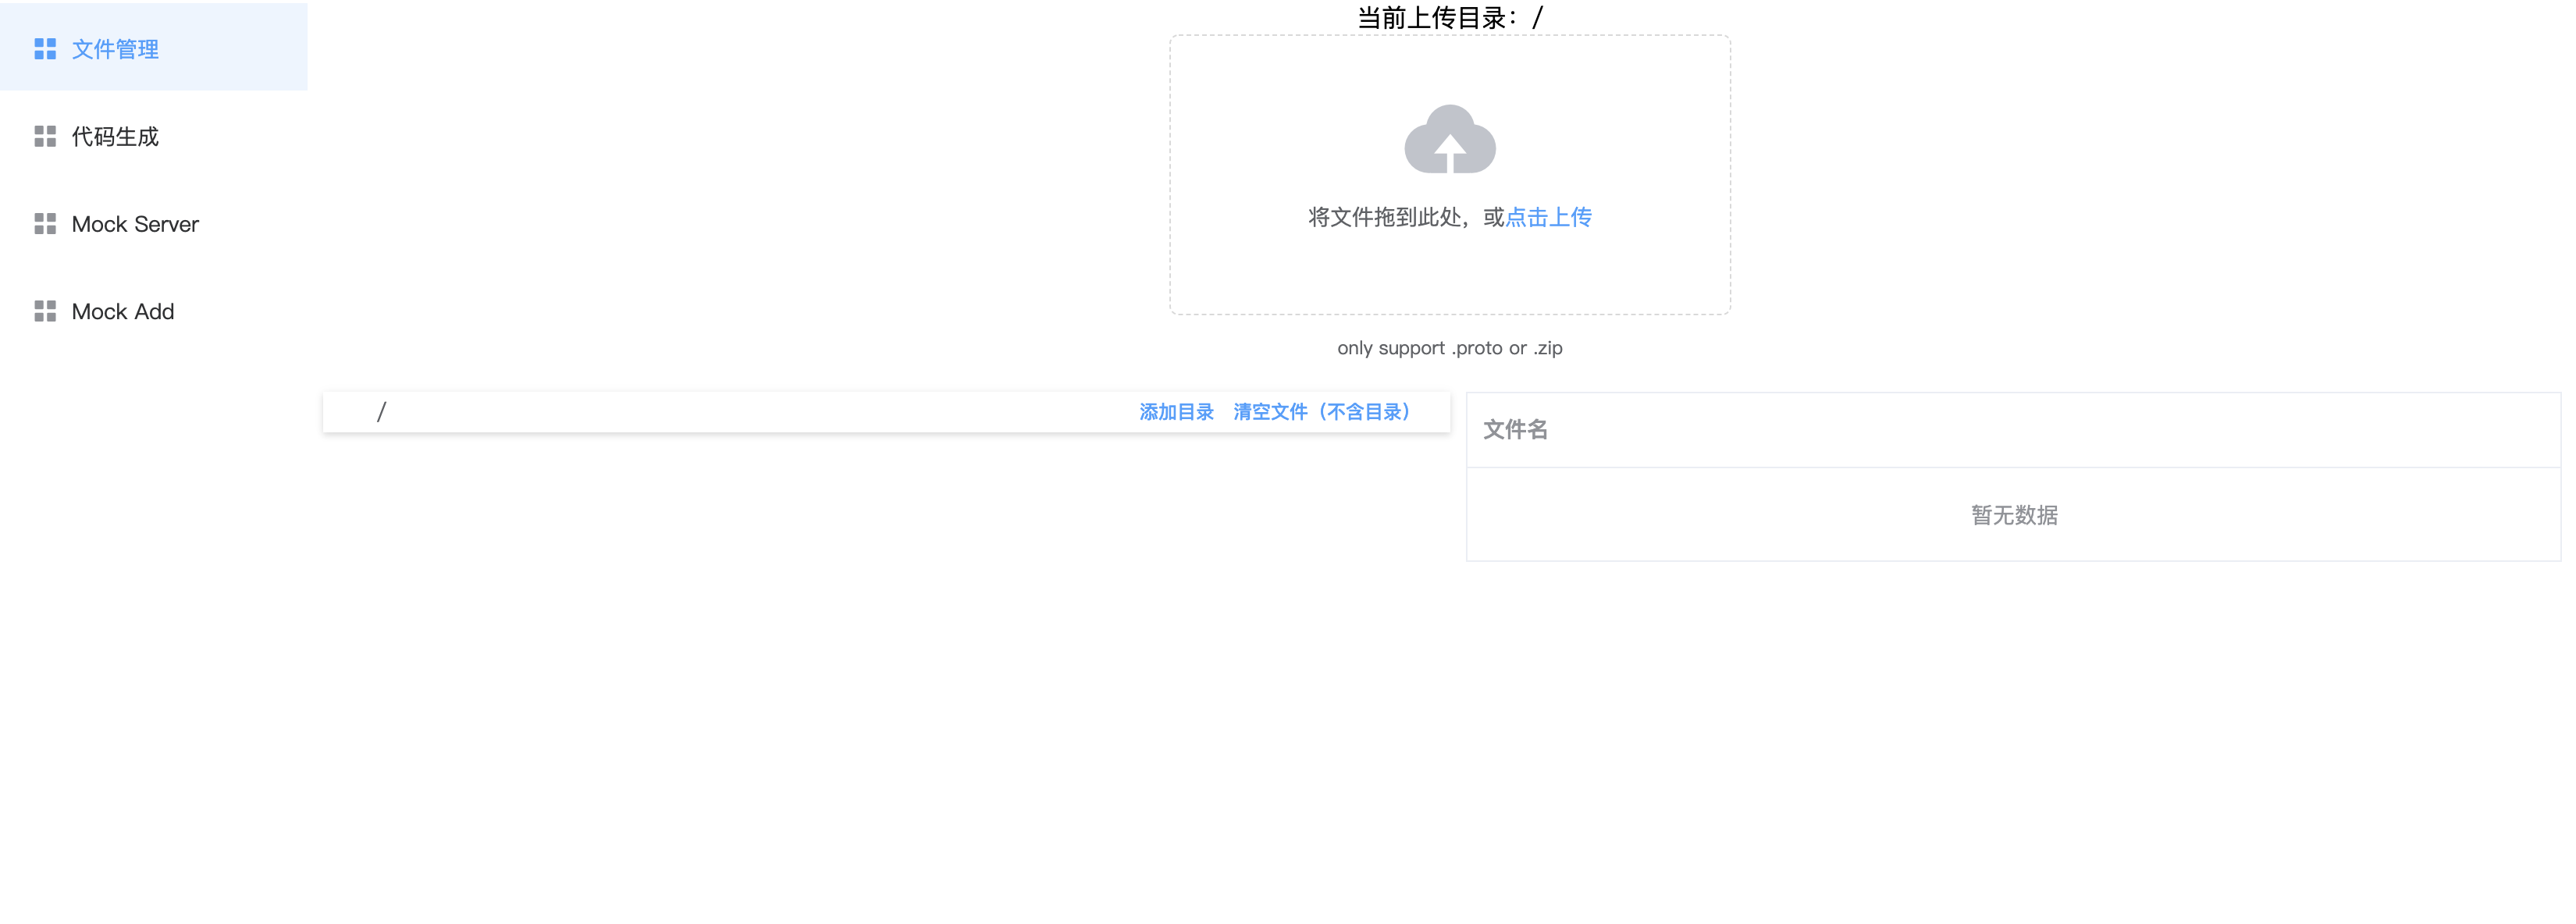 文件管理
代码生成
Mock Server
Mock Add
当前上传目录：/
将文件拖到此处，或点击上传
only support .proto or .zip
/ 添加目录 清空文件（不含目录）
文件名
暂无数据